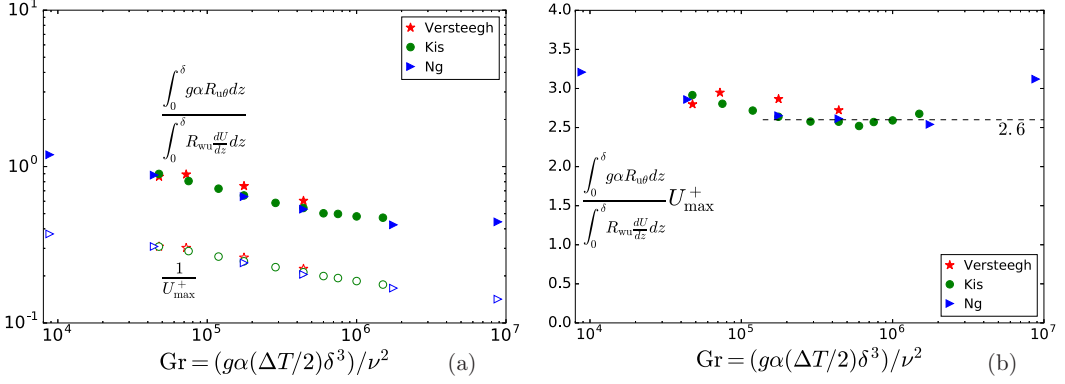 10^1
10^0
10^-1
10^4
10^5
10^6
10^7
Versteegh
Kis
Ng
∫_0^δ gαR_uθ dz
∫_0^δ R_wu dU/dz dz
1
U^+_max
Gr = (gα(ΔT/2)δ^3)/ν^2
(a)
4.0
3.5
3.0
2.5
2.0
1.5
1.0
0.5
0.0
10^4
10^5
10^6
10^7
2.6
∫_0^δ gαR_uθ dz
∫_0^δ R_wu dU/dz dz
U^+_max
Versteegh
Kis
Ng
Gr = (gα(ΔT/2)δ^3)/ν^2
(b)